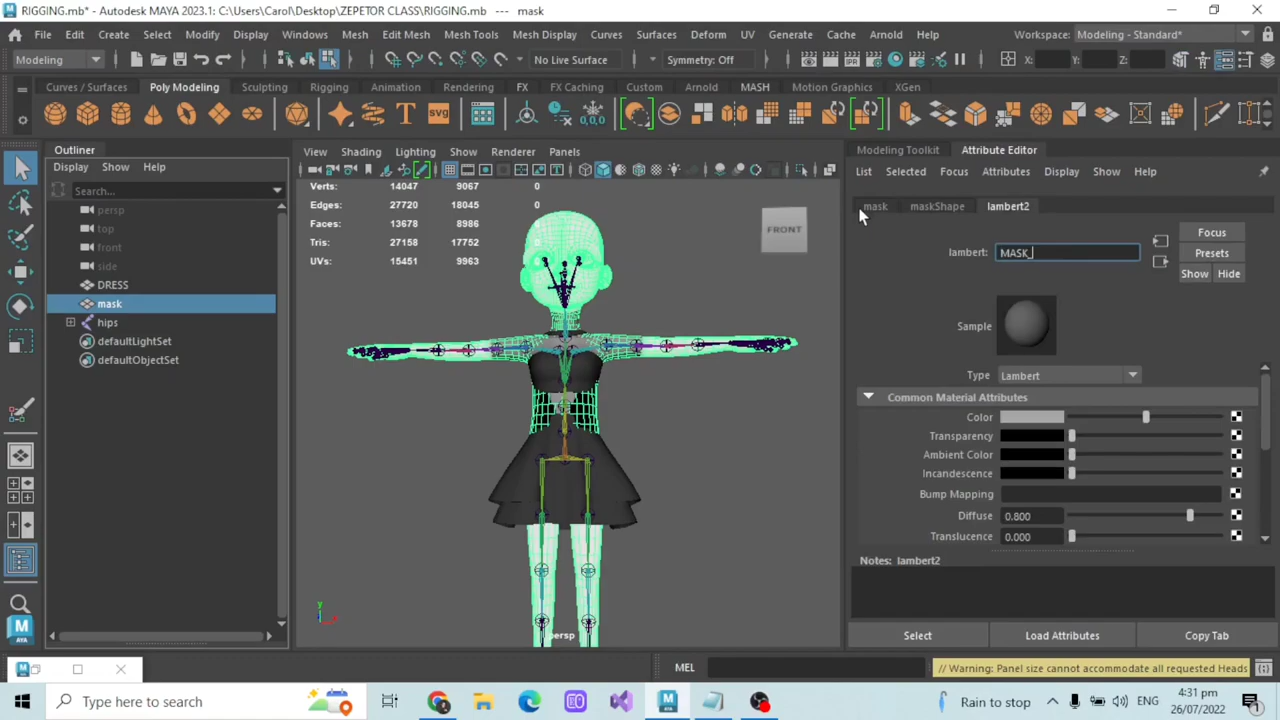 RIGGING.mb* - Autodesk MAYA 2023.1: C:\Users\Carol\Desktop\ZEPETOR CLASS\RIGGING.mb --- mask
File Edit Create Select Modify Display Windows Mesh Edit Mesh Mesh Tools Mesh Display Curves Surfaces Deform UV Generate Cache Arnold Help Workspace: Modeling - Standard*
Modeling No Live Surface Symmetry: Off X: Y: Z:
Curves / Surfaces Poly Modeling Sculpting Rigging Animation Rendering FX FX Caching Custom Arnold MASH Motion Graphics XGen
T svg 0,0,0
Outliner
Display Show Help
Search...
persp
top
front
side
DRESS
mask
hips
defaultLightSet
defaultObjectSet
View Shading Lighting Show Renderer Panels
Verts: 14047 9067 0
Edges: 27720 18045 0
Faces: 13678 8986 0
Tris: 27158 17752 0
UVs: 15451 9963 0
FRONT
y
persp
Modeling Toolkit Attribute Editor
List Selected Focus Attributes Display Show Help
mask maskShape lambert2
lambert: MASK_
Focus
Presets
Show Hide
Sample
Type Lambert
Common Material Attributes
Color
Transparency
Ambient Color
Incandescence
Bump Mapping
Diffuse 0.800
Translucence 0.000
Notes: lambert2
Select Load Attributes Copy Tab
MEL // Warning: Panel size cannot accommodate all requested Heads
Type here to search
Rain to stop ENG 4:31 pm
26/07/2022